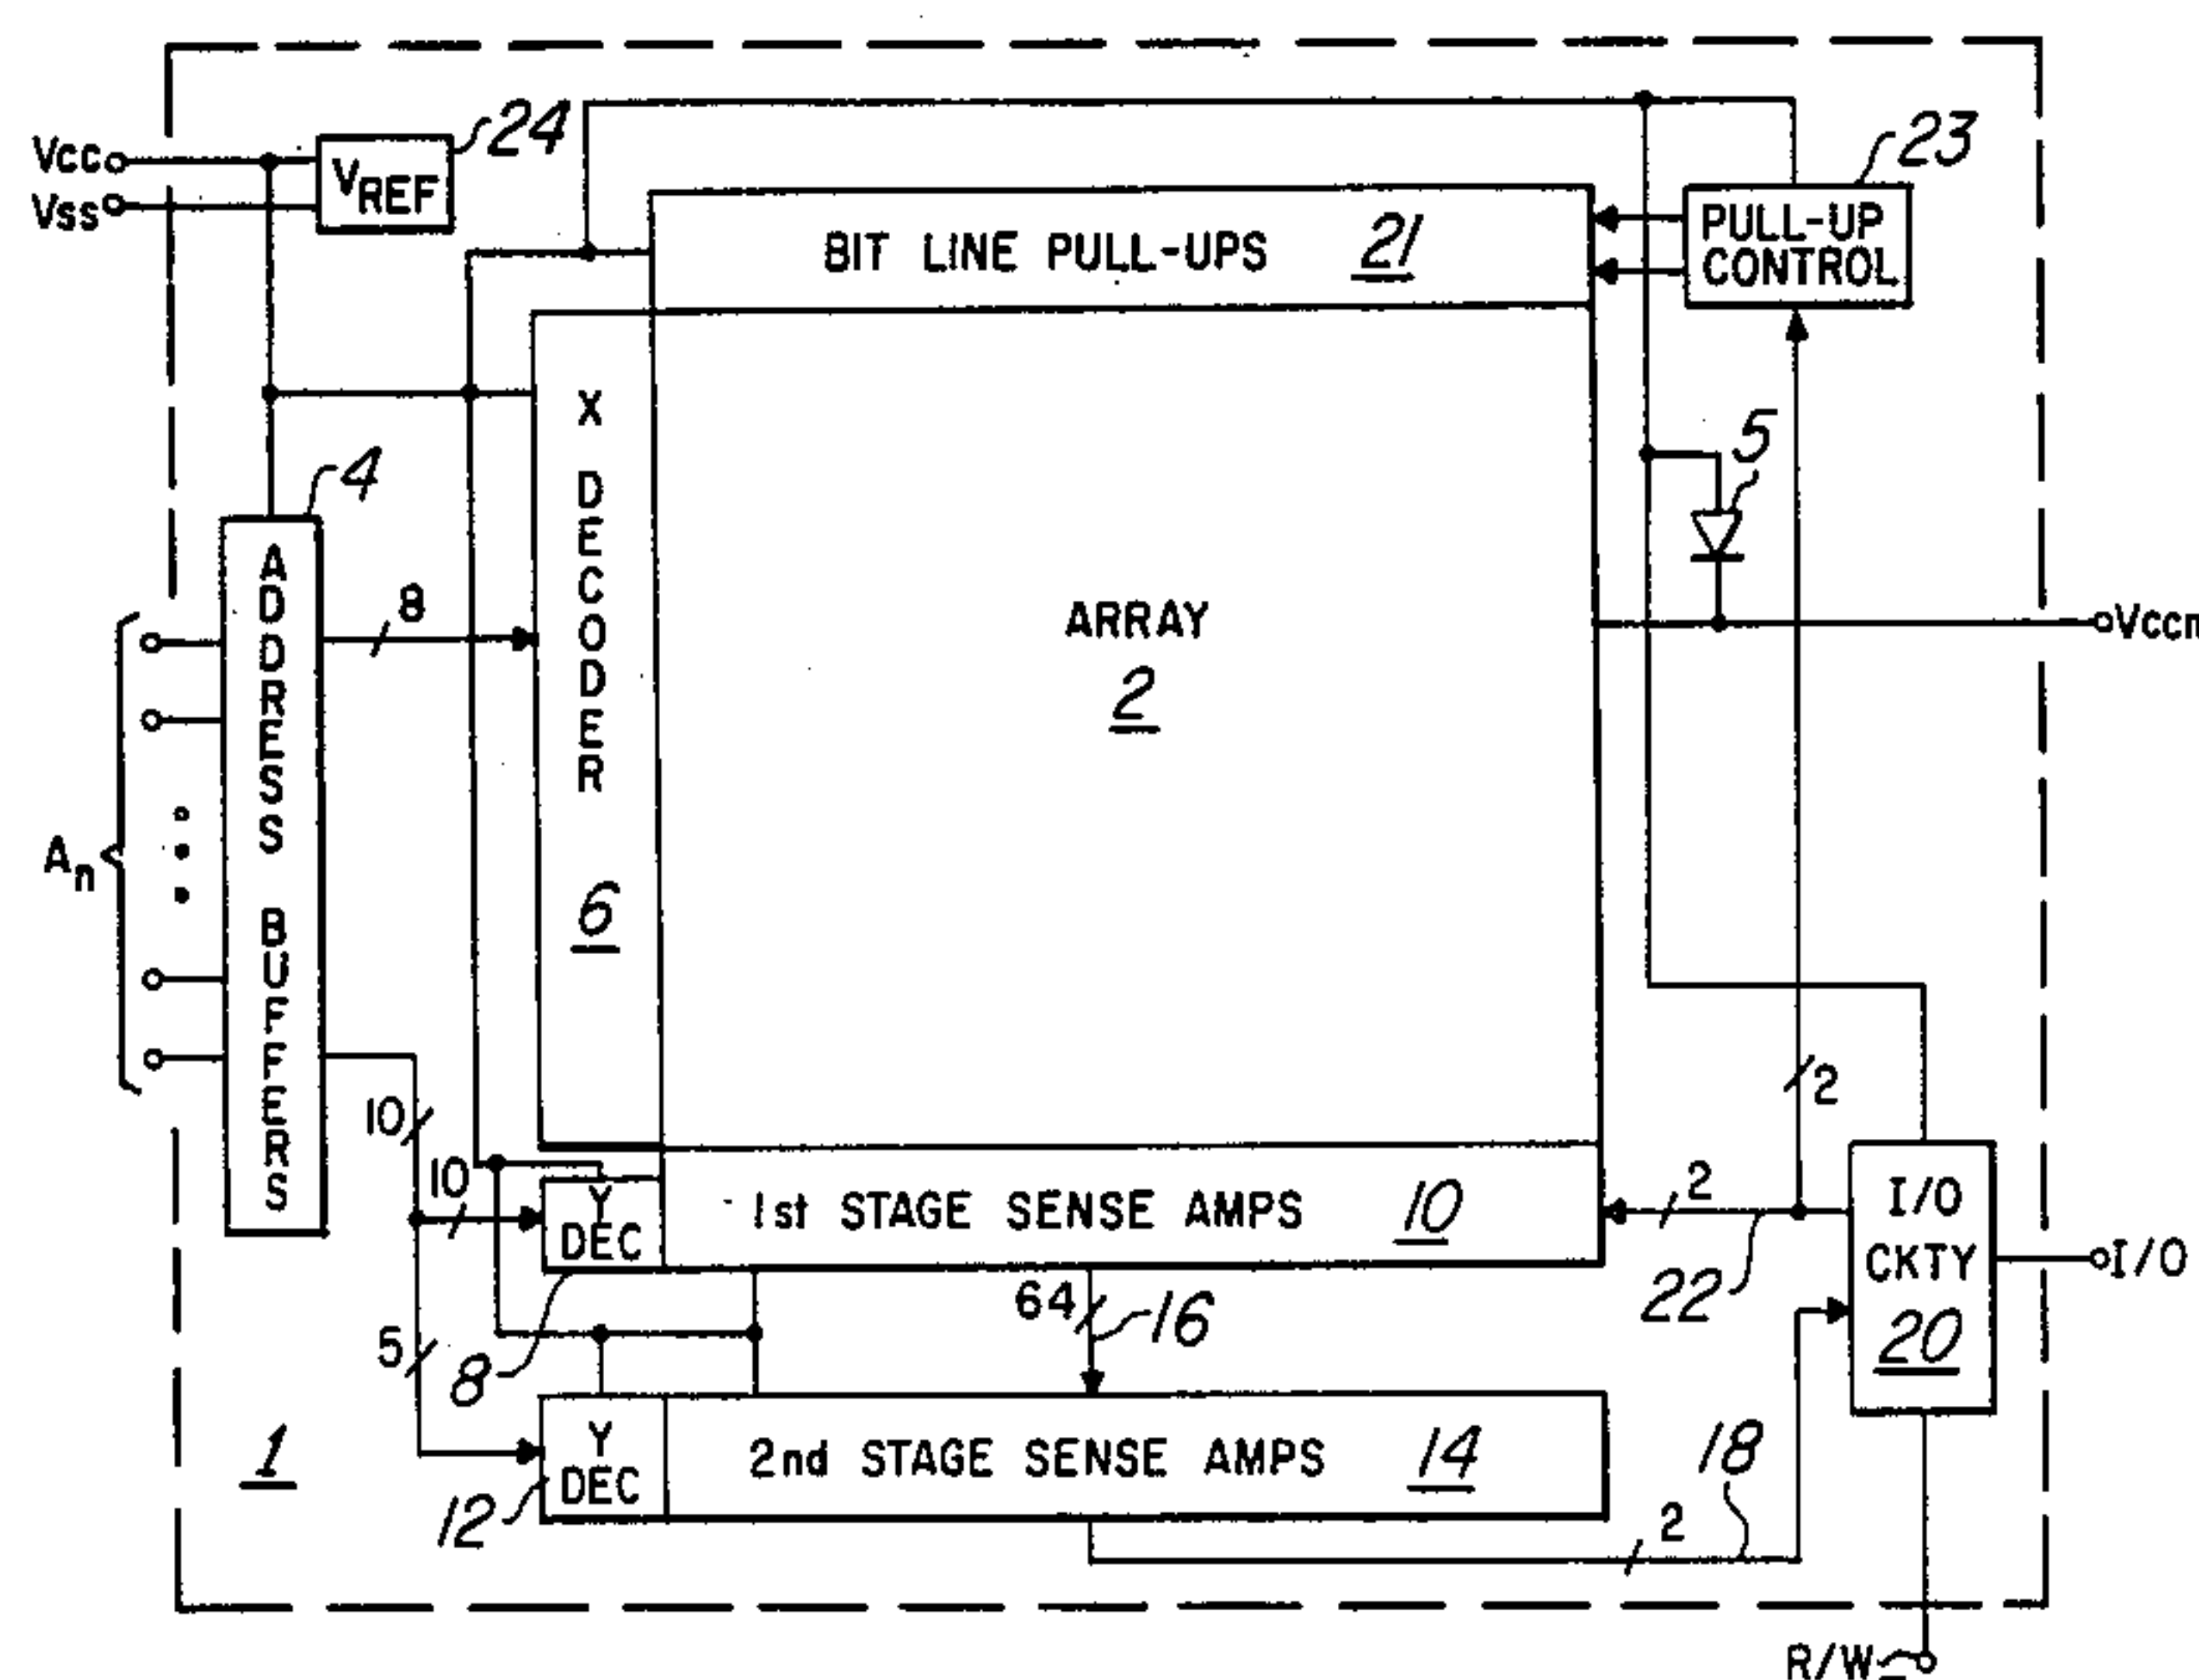 Vcc
Vss
VREF
24
BIT LINE PULL-UPS 21
PULL-UP
CONTROL
23
4
ADDRESS BUFFERS
8
An
X DECODER
6
ARRAY
2
5
10
10
5
Y
DEC
8
1st STAGE SENSE AMPS 10
64
16
2
2
22
I/O
CKTY
20
I/O
Y
DEC
12
2nd STAGE SENSE AMPS 14
2
18
1
R/W_